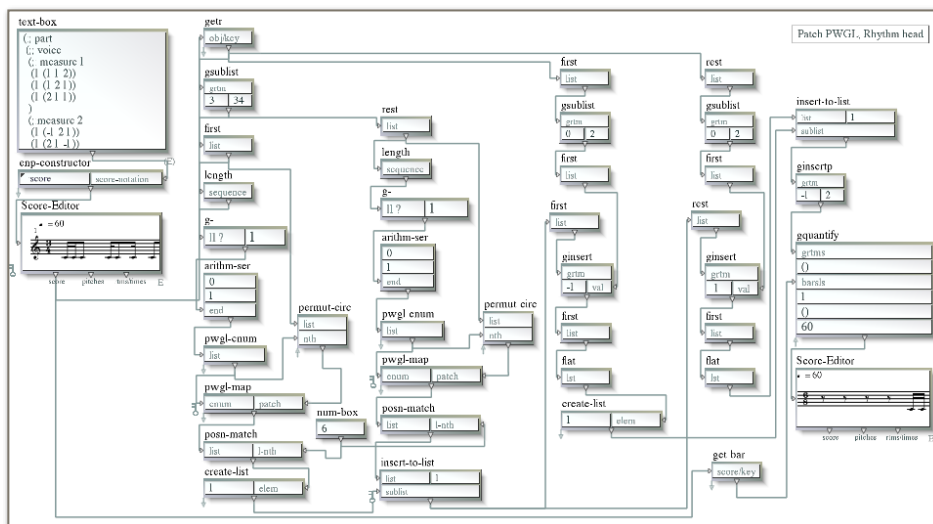 text-box
(; part
(;; voice
(; measure 1
(1 (1 1 2))
(1 (1 2 1))
(1 (2 1 1))
)
(; measure 2
(1 (-1 2 1))
(1 (2 1 -1))
enp-constructor
score score-notation
Score-Editor
= 60
score pitches
getr
obj/key
gsublist
grtm
3 34
first
list
length
sequence
g-
l1 ? 1
arithm-ser
0
1
end
pwgl-enum
list
pwgl-map
enum patch
posn-match
list l-nth
create-list
1 elem
permut-circ
list
nth
num-box
6
rest
list
length
sequence
g-
l1 ? 1
arithm-ser
0
1
end
pwgl-enum
list
pwgl-map
enum patch
posn-match
list l-nth
insert-to-list
list 1
sublist
permut-circ
list
nth
first
list
gsublist
grtm
0 2
first
list
first
list
ginsert
grtm
-1 val
first
list
flat
lst
create-list
1 elem
rest
list
gsublist
grtm
0 2
first
list
rest
list
ginsert
grtm
1 val
first
list
flat
lst
get-bar
score/key
Patch PWGL, Rhythm head
insert-to-list
list 1
sublist
ginsertp
grtm
-1 2
gquantify
grtms
()
barsls
1
()
60
Score-Editor
= 60
score pitches